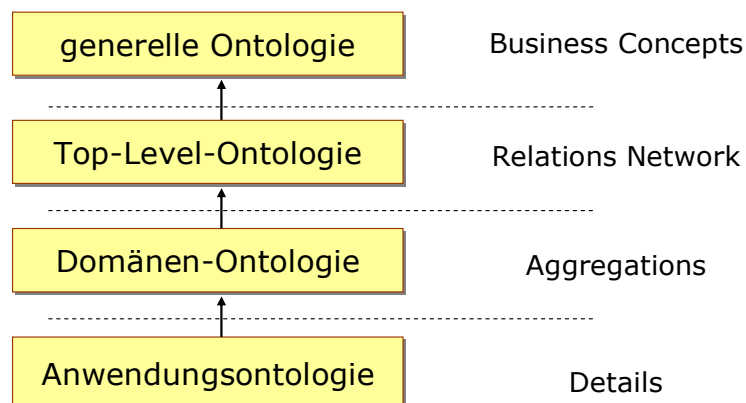 generelle Ontologie
Business Concepts
Top-Level-Ontologie
Relations Network
Domänen-Ontologie
Aggregations
Anwendungsontologie
Details